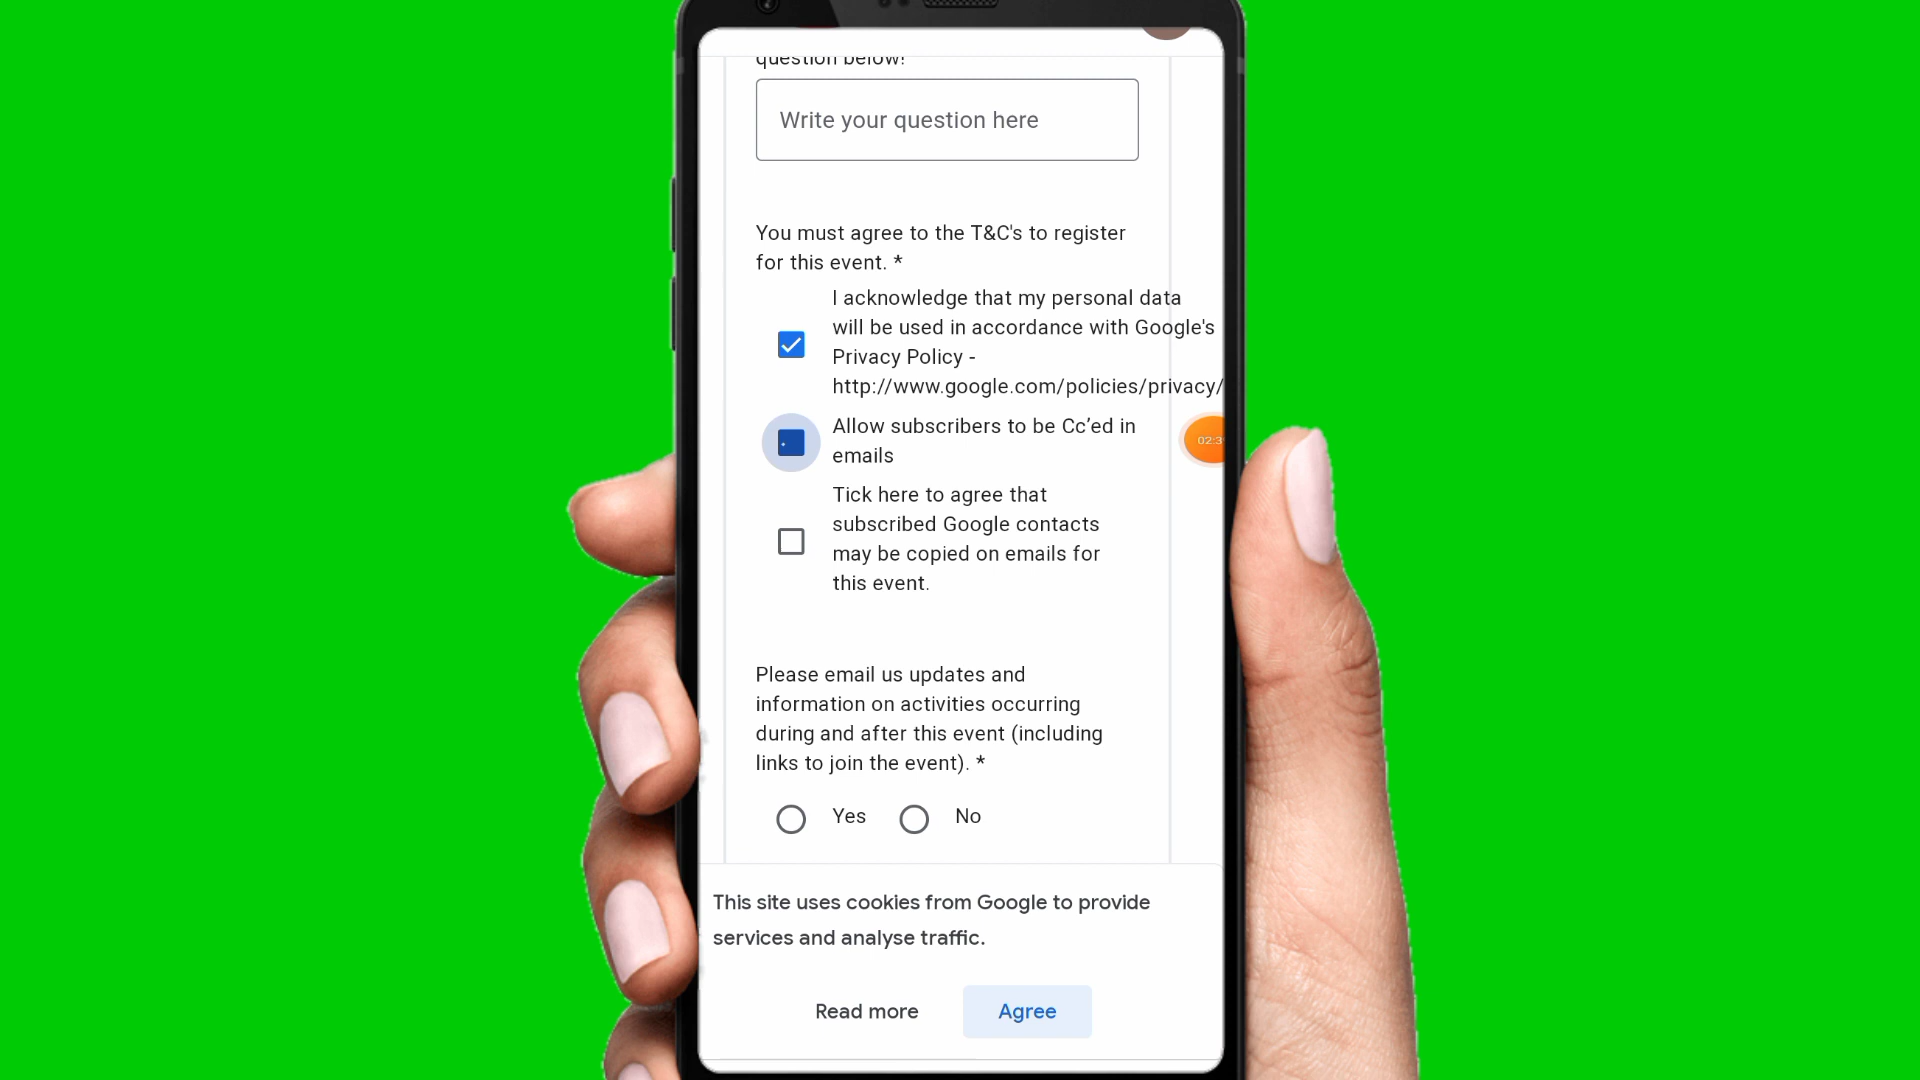 question below!
Write your question here
You must agree to the T&C's to register
for this event. *
I acknowledge that my personal data
will be used in accordance with Google's
Privacy Policy -
http://www.google.com/policies/privacy/
Allow subscribers to be Cc’ed in
emails
02:3
Tick here to agree that
subscribed Google contacts
may be copied on emails for
this event.
Please email us updates and
information on activities occurring
during and after this event (including
links to join the event). *
Yes No
This site uses cookies from Google to provide
services and analyse traffic.
Read more Agree